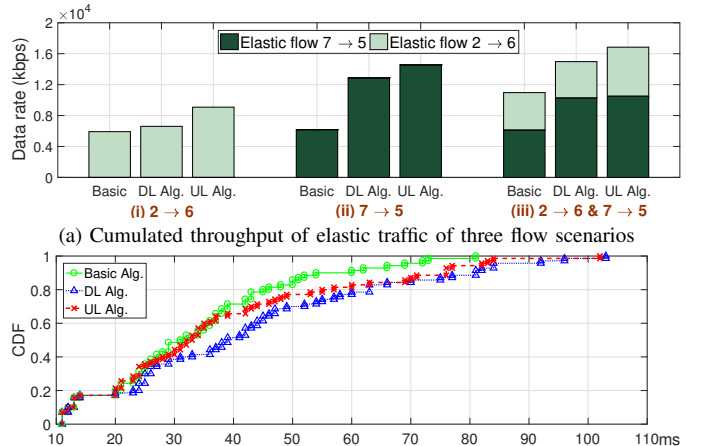 2 × 10⁴
1.6
1.2
0.8
0.4
0
Data rate (kbps)
Elastic flow 7 → 5
Elastic flow 2 → 6
Basic DL Alg. UL Alg.
Basic DL Alg. UL Alg.
Basic DL Alg. UL Alg.
(i) 2 → 6
(ii) 7 → 5
(iii) 2 → 6 & 7 → 5
(a) Cumulated throughput of elastic traffic of three flow scenarios
1
0.8
0.6
0.4
0.2
0
CDF
Basic Alg.
DL Alg.
UL Alg.
10 20 30 40 50 60 70 80 90 100 110ms